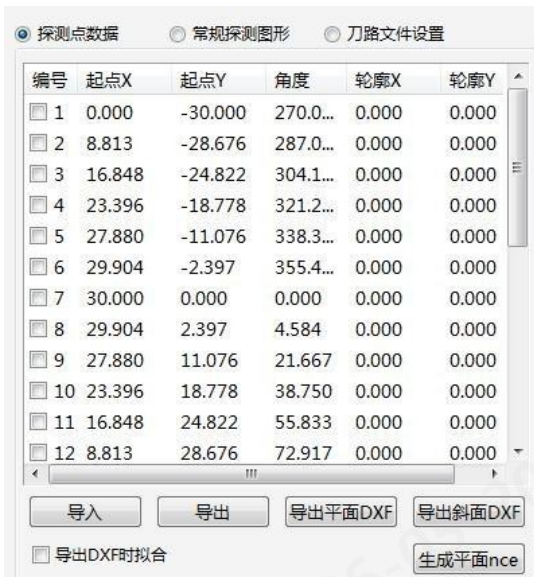 探测点数据 常规探测图形 刀路文件设置
编号 起点X 起点Y 角度 轮廓X 轮廓Y
1 0.000 -30.000 270.0... 0.000 0.000
2 8.813 -28.676 287.0... 0.000 0.000
3 16.848 -24.822 304.1... 0.000 0.000
4 23.396 -18.778 321.2... 0.000 0.000
5 27.880 -11.076 338.3... 0.000 0.000
6 29.904 -2.397 355.4... 0.000 0.000
7 30.000 0.000 0.000 0.000 0.000
8 29.904 2.397 4.584 0.000 0.000
9 27.880 11.076 21.667 0.000 0.000
10 23.396 18.778 38.750 0.000 0.000
11 16.848 24.822 55.833 0.000 0.000
12 8.813 28.676 72.917 0.000 0.000
导入 导出 导出平面DXF 导出斜面DXF
导出DXF时拟合 生成平面nce